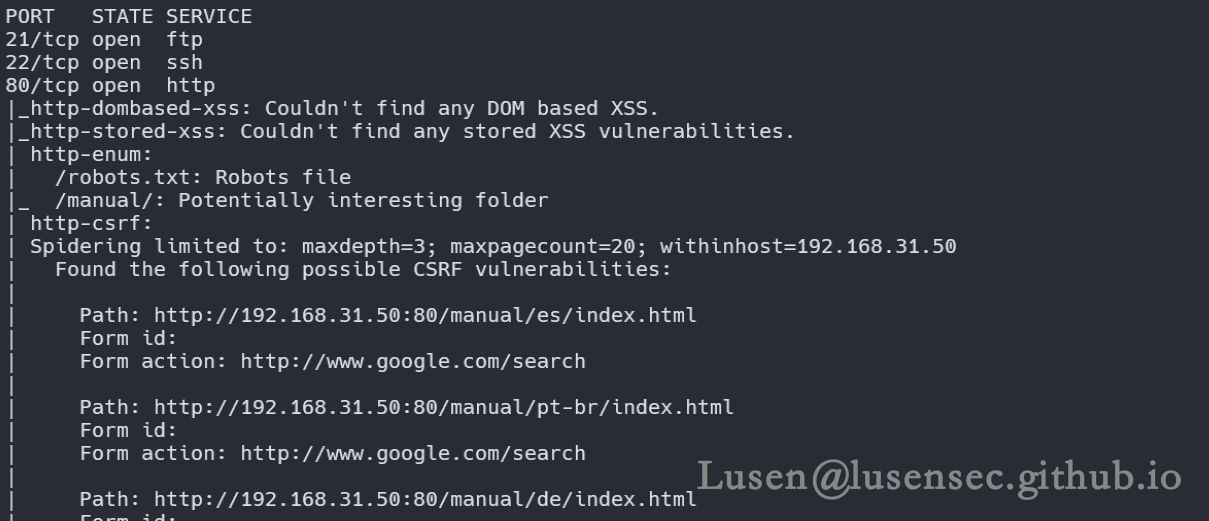 PORT   STATE SERVICE
21/tcp open  ftp
22/tcp open  ssh
80/tcp open  http
|_http-dombased-xss: Couldn't find any DOM based XSS.
|_http-stored-xss: Couldn't find any stored XSS vulnerabilities.
| http-enum:
|   /robots.txt: Robots file
|_  /manual/: Potentially interesting folder
| http-csrf:
| Spidering limited to: maxdepth=3; maxpagecount=20; withinhost=192.168.31.50
|   Found the following possible CSRF vulnerabilities:
|
|     Path: http://192.168.31.50:80/manual/es/index.html
|     Form id:
|     Form action: http://www.google.com/search
|
|     Path: http://192.168.31.50:80/manual/pt-br/index.html
|     Form id:
|     Form action: http://www.google.com/search
|
|     Path: http://192.168.31.50:80/manual/de/index.html
|     Form id:
Lusen@lusensec.github.io